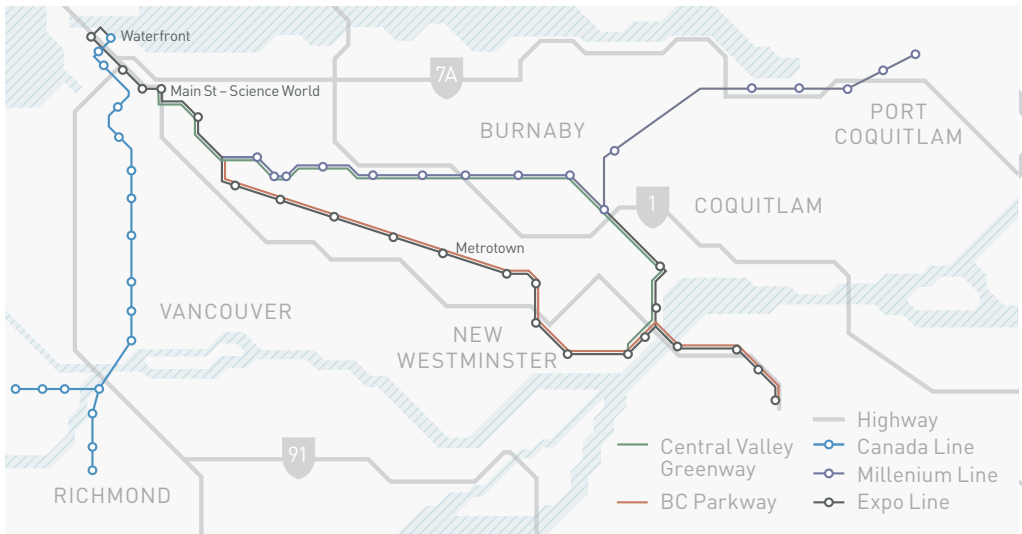 Waterfront
7A
Main St – Science World
BURNABY
PORT
COQUITLAM
1
COQUITLAM
Metrotown
VANCOUVER
NEW
WESTMINSTER
91
RICHMOND
Central Valley
Greenway
BC Parkway
Highway
Canada Line
Millenium Line
Expo Line